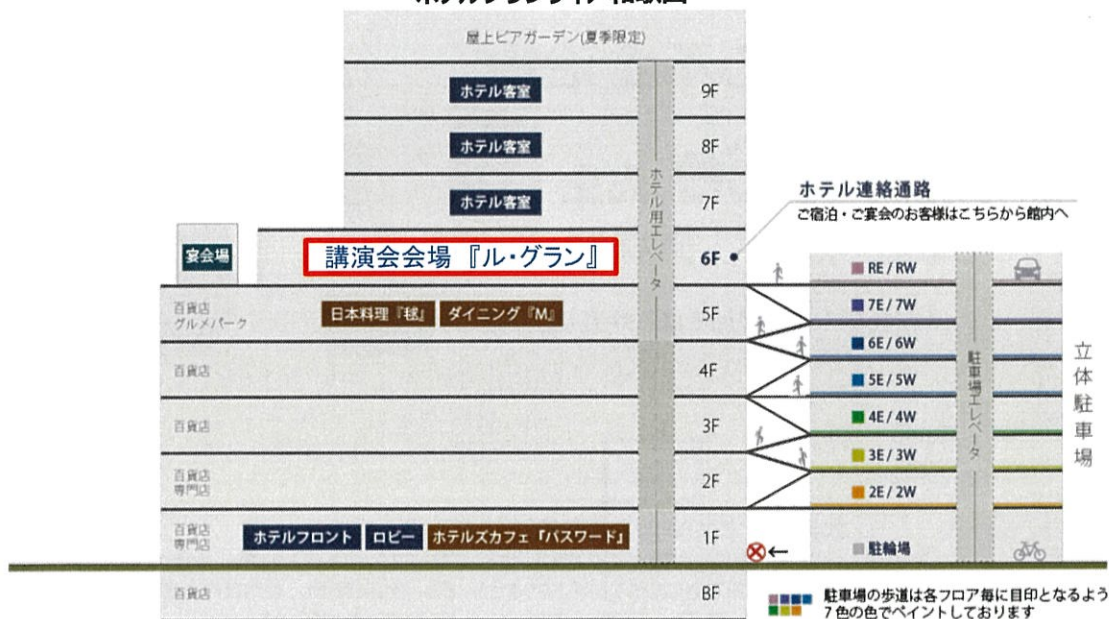 屋上ビアガーデン(夏季限定)
ホテル客室
9F
ホテル客室
8F
ホテル客室
7F
ホテル用エレベータ
ホテル連絡通路
ご宿泊・ご宴会のお客様はこちらから館内へ
宴会場
講演会会場『ル・グラン』
6F
RE / RW
百貨店
グルメパーク
日本料理『毬』
ダイニング『M』
5F
7E / 7W
6E / 6W
百貨店
4F
5E / 5W
百貨店
3F
4E / 4W
3E / 3W
駐車場エレベータ
立体駐車場
百貨店
専門店
2F
2E / 2W
百貨店
専門店
ホテルフロント
ロビー
ホテルズカフェ『パスワード』
1F
←
駐輪場
百貨店
BF
駐車場の歩道は各フロア毎に目印となるよう
7色の色でペイントしております